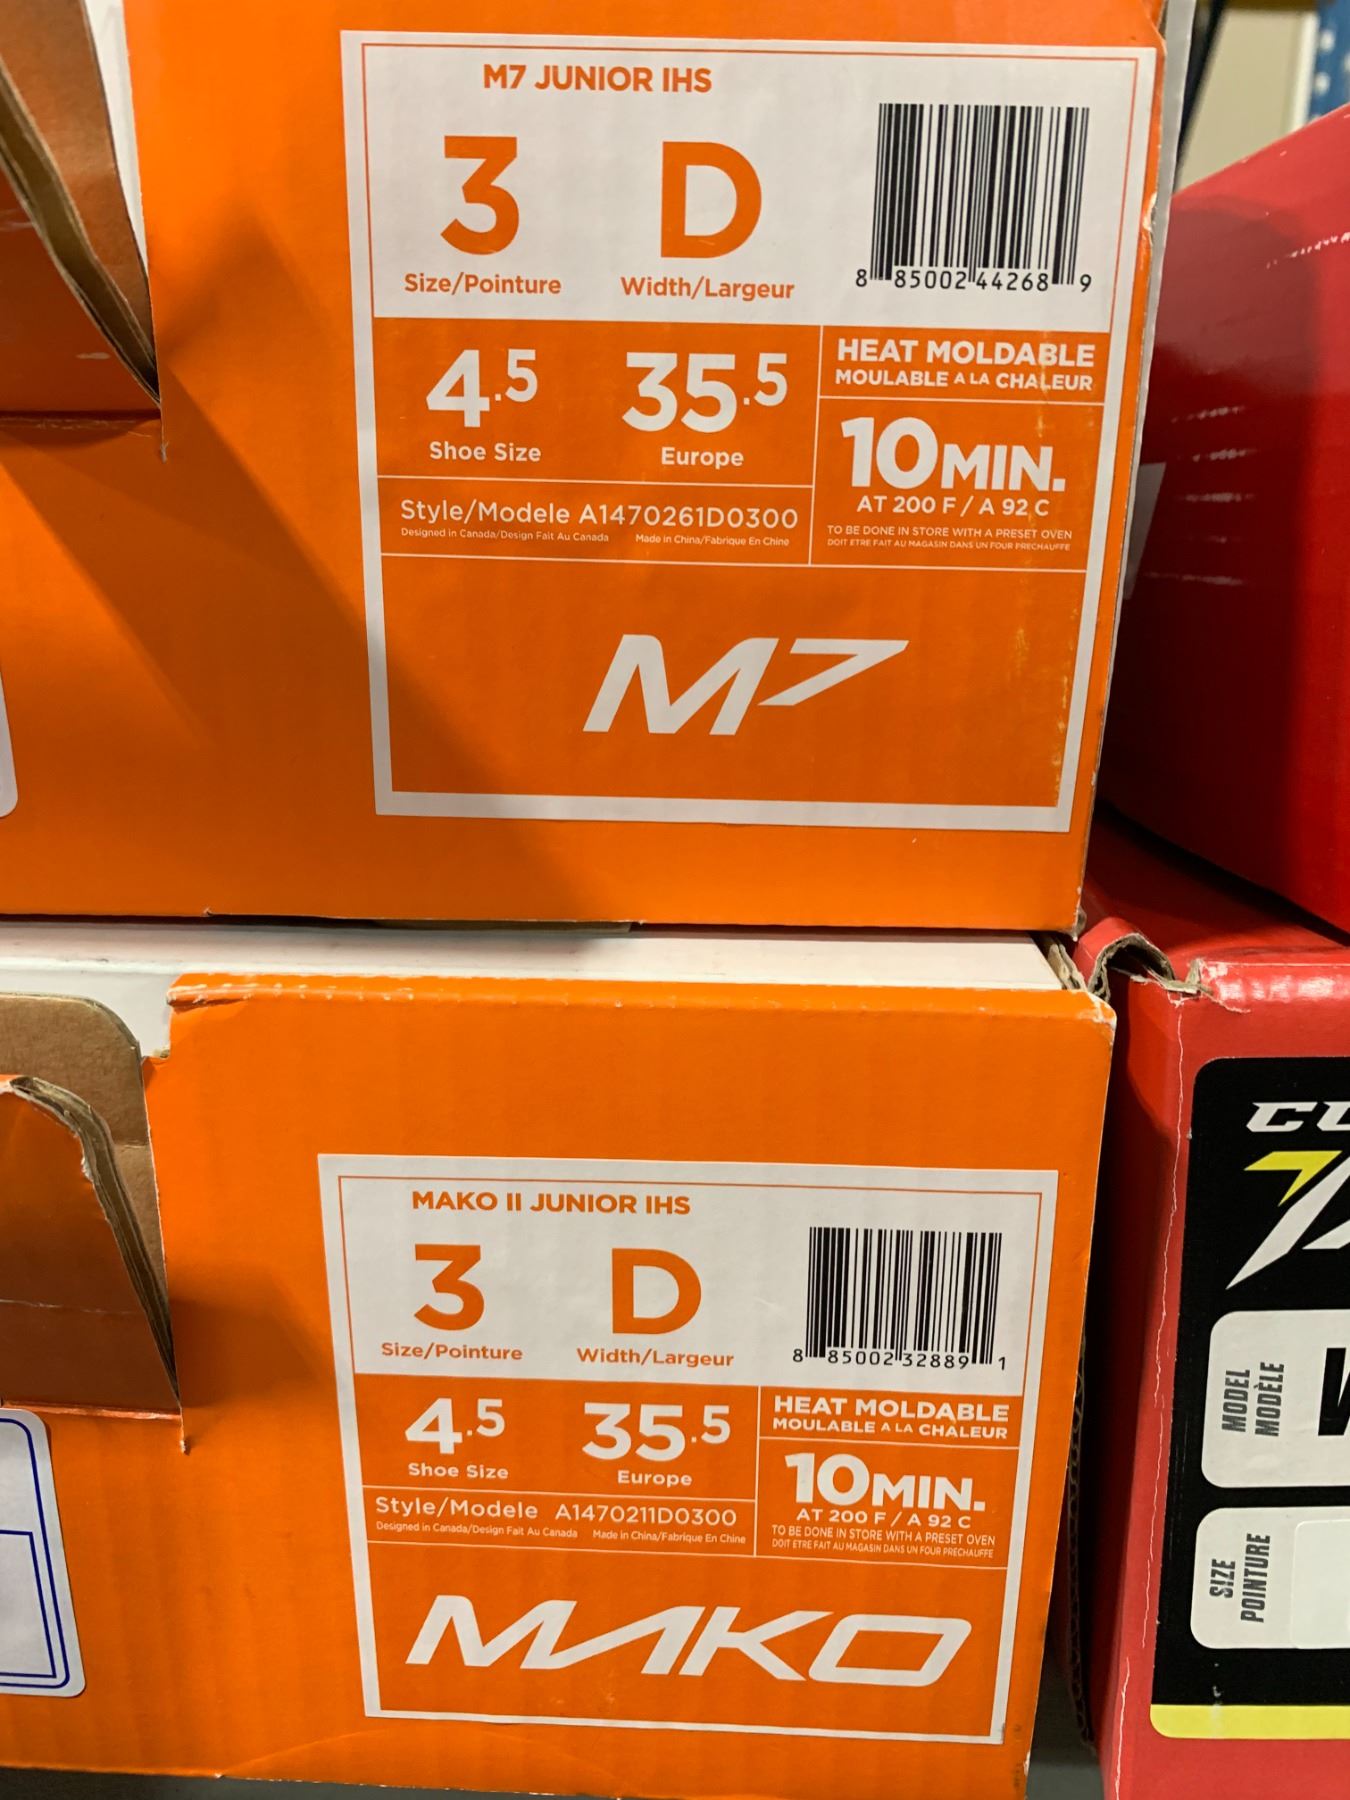 M7 JUNIOR IHS
3 D
Size/Pointure Width/Largeur
8 85002 44268 9
4.5 35.5
Shoe Size Europe
HEAT MOLDABLE
MOULABLE A LA CHALEUR
10 MIN.
AT 200 F / A 92 C
TO BE DONE IN STORE WITH A PRESET OVEN
DOIT ETRE FAIT AU MAGASIN DANS UN FOUR PRECHAUFFE
Style/Modele A1470261D0300
Designed in Canada/Design Fait Au Canada Made in China/Fabrique En Chine
M7
MAKO II JUNIOR IHS
3 D
Size/Pointure Width/Largeur
8 85002 32889 1
4.5 35.5
Shoe Size Europe
HEAT MOLDABLE
MOULABLE A LA CHALEUR
10 MIN.
AT 200 F / A 92 C
TO BE DONE IN STORE WITH A PRESET OVEN
DOIT ETRE FAIT AU MAGASIN DANS UN FOUR PRECHAUFFE
Style/Modele A1470211D0300
Designed in Canada/Design Fait Au Canada Made in China/Fabrique En Chine
MAKO
MODEL
MODÈLE
SIZE
POINTURE